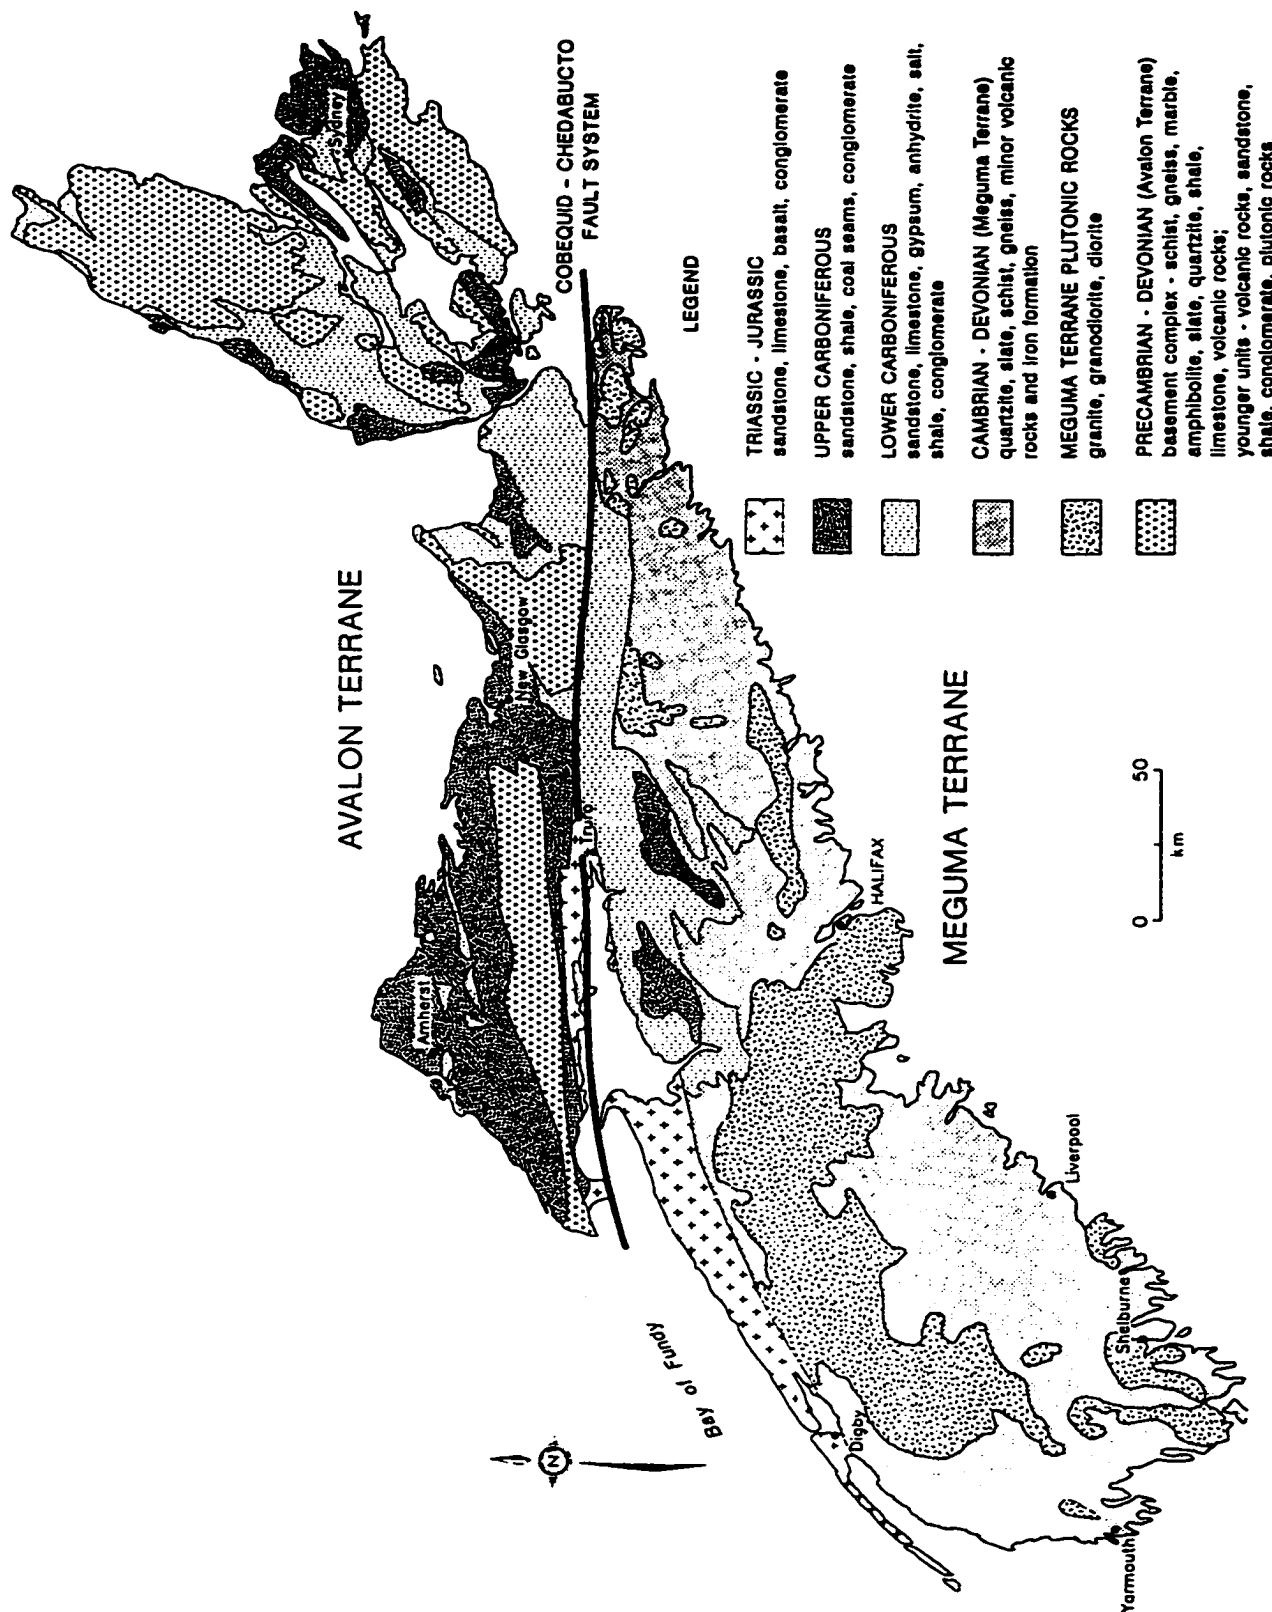 AVALON TERRANE
COBEQUID - CHEDABUCTO
FAULT SYSTEM
Sydney
New Glasgow
Amherst
Truro
Bay of Fundy
N
MEGUMA TERRANE
HALIFAX
Digby
Liverpool
Shelburne
Yarmouth
0 50
km
LEGEND
TRIASSIC - JURASSIC
sandstone, limestone, basalt, conglomerate
UPPER CARBONIFEROUS
sandstone, shale, coal seams, conglomerate
LOWER CARBONIFEROUS
sandstone, limestone, gypsum, anhydrite, salt,
shale, conglomerate
CAMBRIAN - DEVONIAN (Meguma Terrane)
quartzite, slate, schist, gneiss, minor volcanic
rocks and iron formation
MEGUMA TERRANE PLUTONIC ROCKS
granite, granodiorite, diorite
PRECAMBRIAN - DEVONIAN (Avalon Terrane)
basement complex - schist, gneiss, marble,
amphibolite, slate, quartzite, shale,
limestone, volcanic rocks;
younger units - volcanic rocks, sandstone,
shale, conglomerate, plutonic rocks